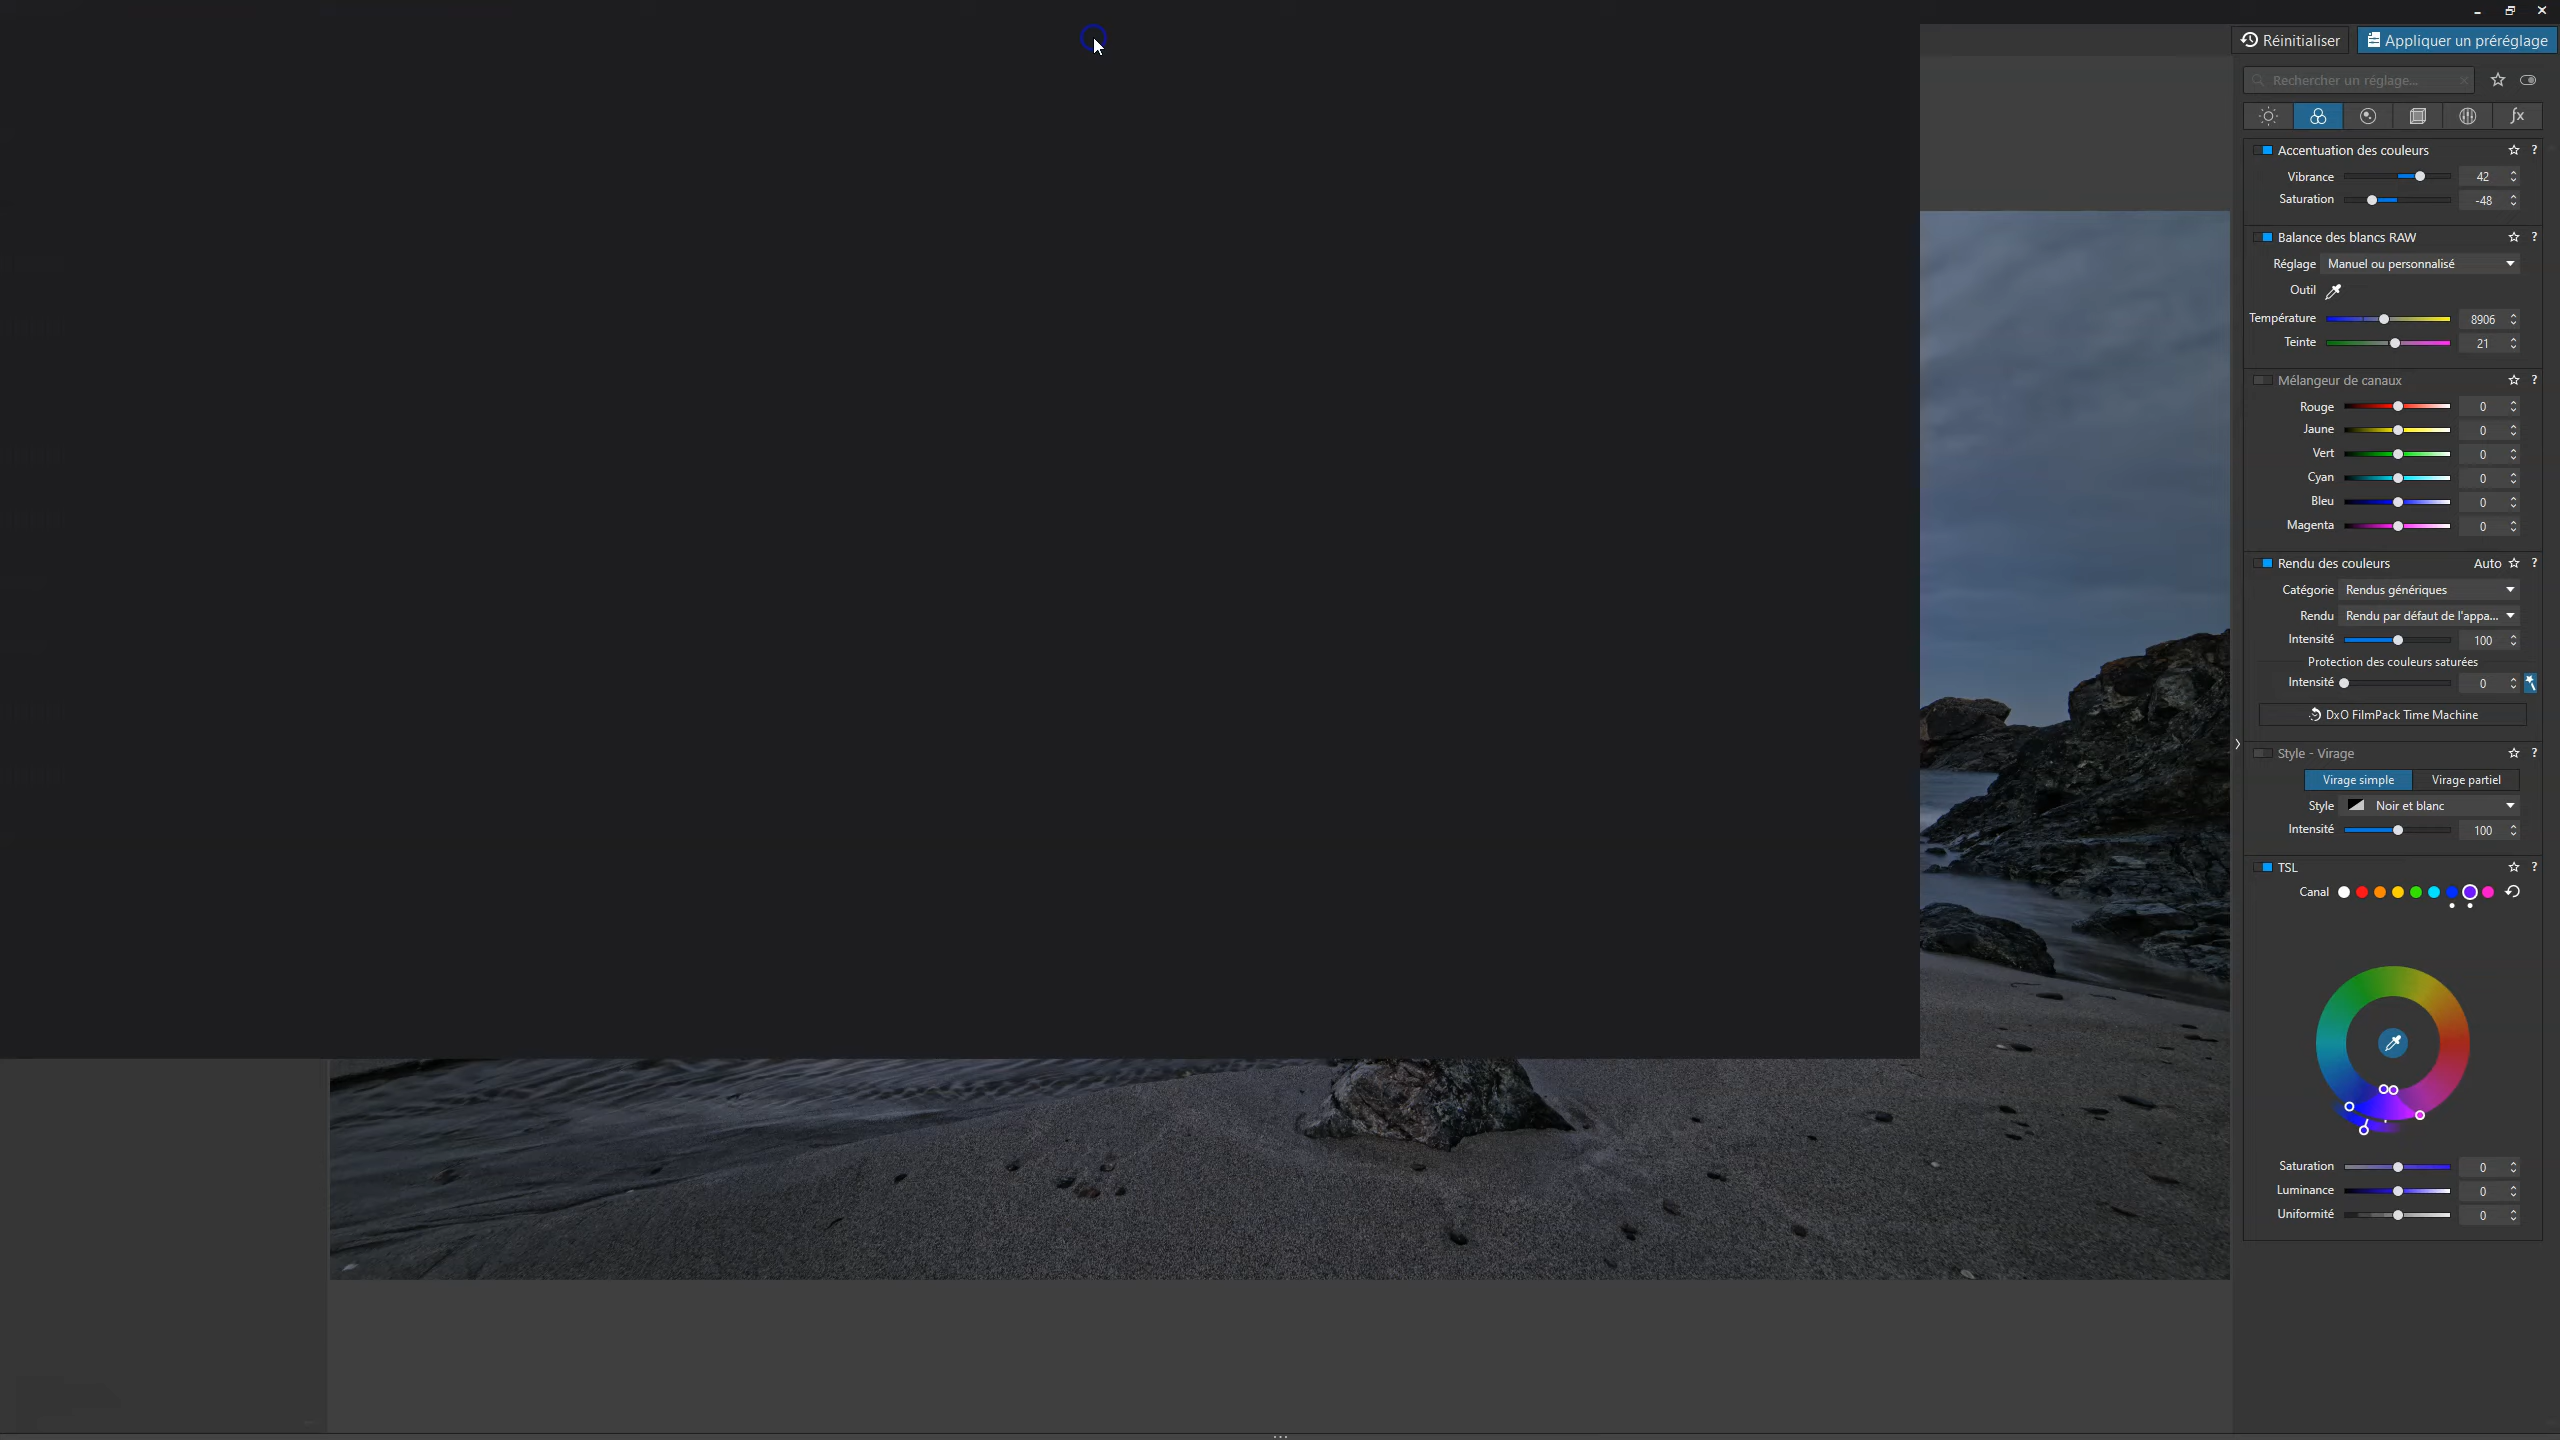 Réinitialiser
Appliquer un préréglage
Rechercher un réglage...
fx
Accentuation des couleurs ?
Vibrance 42
Saturation -48
Balance des blancs RAW ?
Réglage Manuel ou personnalisé
Outil
Température 8906
Teinte 21
Mélangeur de canaux ?
Rouge 0
Jaune 0
Vert 0
Cyan 0
Bleu 0
Magenta 0
Rendu des couleurs Auto ?
Catégorie Rendus génériques
Rendu Rendu par défaut de l'appa...
Intensité 100
Protection des couleurs saturées
Intensité 0
DxO FilmPack Time Machine
Style - Virage ?
Virage simple Virage partiel
Style Noir et blanc
Intensité 100
TSL ?
Canal
Saturation 0
Luminance 0
Uniformité 0